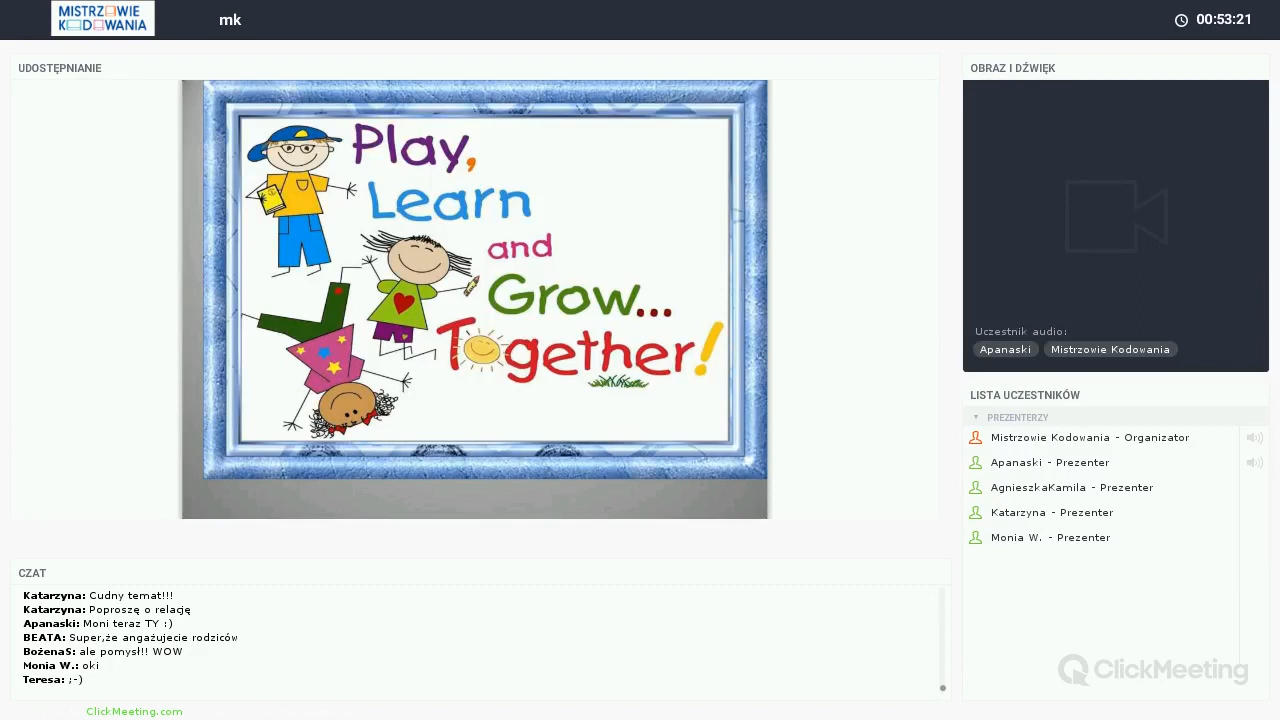 MISTRZOWIE
KODOWANIA
mk
00:53:21
UDOSTĘPNIANIE
Play,
Learn
and
Grow...
Together!
OBRAZ I DŹWIĘK
Uczestnik audio:
Apanaski
Mistrzowie Kodowania
LISTA UCZESTNIKÓW
PREZENTERZY
Mistrzowie Kodowania - Organizator
Apanaski - Prezenter
AgnieszkaKamila - Prezenter
Katarzyna - Prezenter
Monia W. - Prezenter
ClickMeeting
CZAT
Katarzyna: Cudny temat!!!
Katarzyna: Poproszę o relację
Apanaski: Moni teraz TY :)
BEATA: Super,że angażujecie rodziców
BożenaS: ale pomysł!! WOW
Monia W.: oki
Teresa: ;-)
ClickMeeting.com